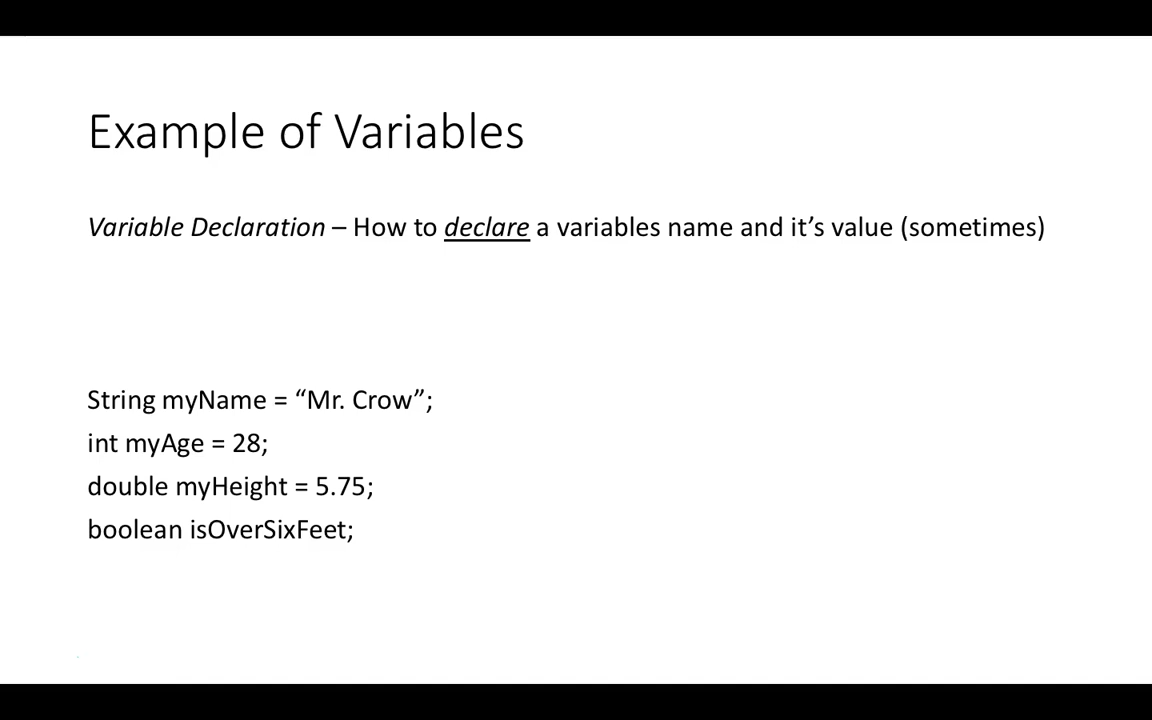 Example of Variables
Variable Declaration – How to declare a variables name and it’s value (sometimes)
String myName = “Mr. Crow”;
int myAge = 28;
double myHeight = 5.75;
boolean isOverSixFeet;